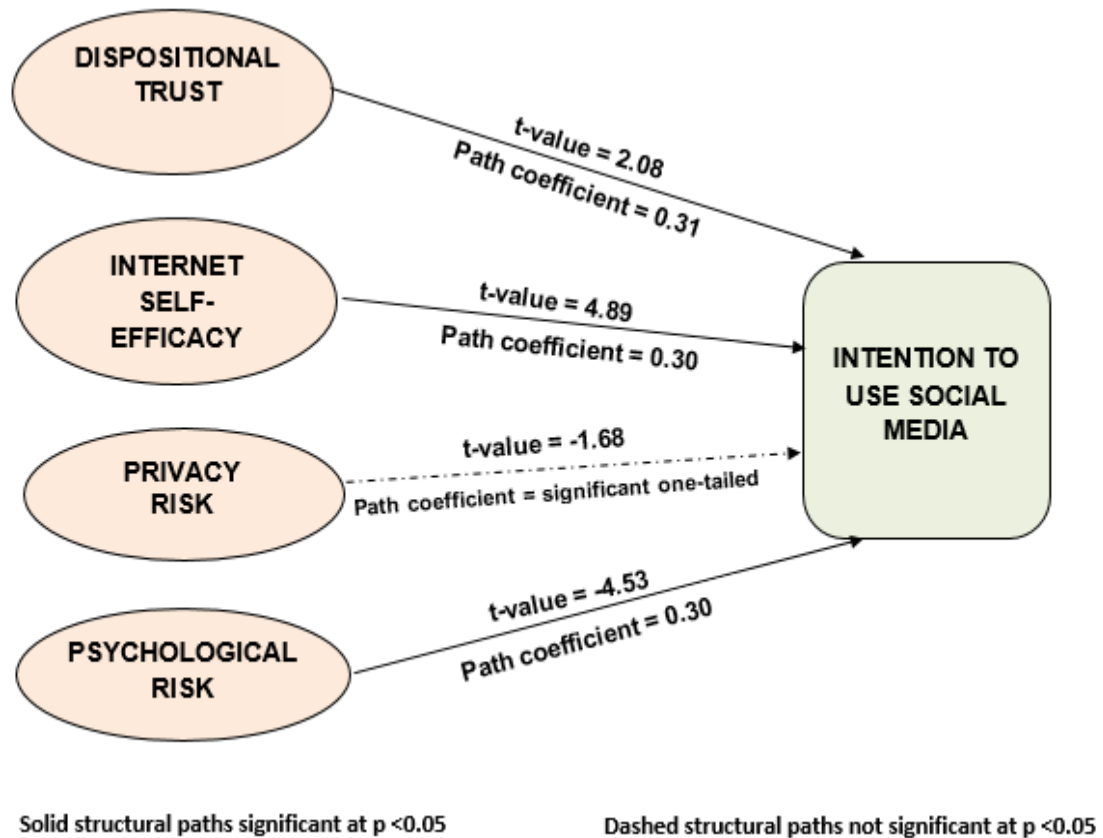 DISPOSITIONAL
TRUST
t-value = 2.08
Path coefficient = 0.31
INTERNET
SELF-
EFFICACY
t-value = 4.89
Path coefficient = 0.30
INTENTION TO
USE SOCIAL
MEDIA
PRIVACY
RISK
t-value = -1.68
Path coefficient = significant one-tailed
PSYCHOLOGICAL
RISK
t-value = -4.53
Path coefficient = 0.30
Solid structural paths significant at p <0.05
Dashed structural paths not significant at p <0.05